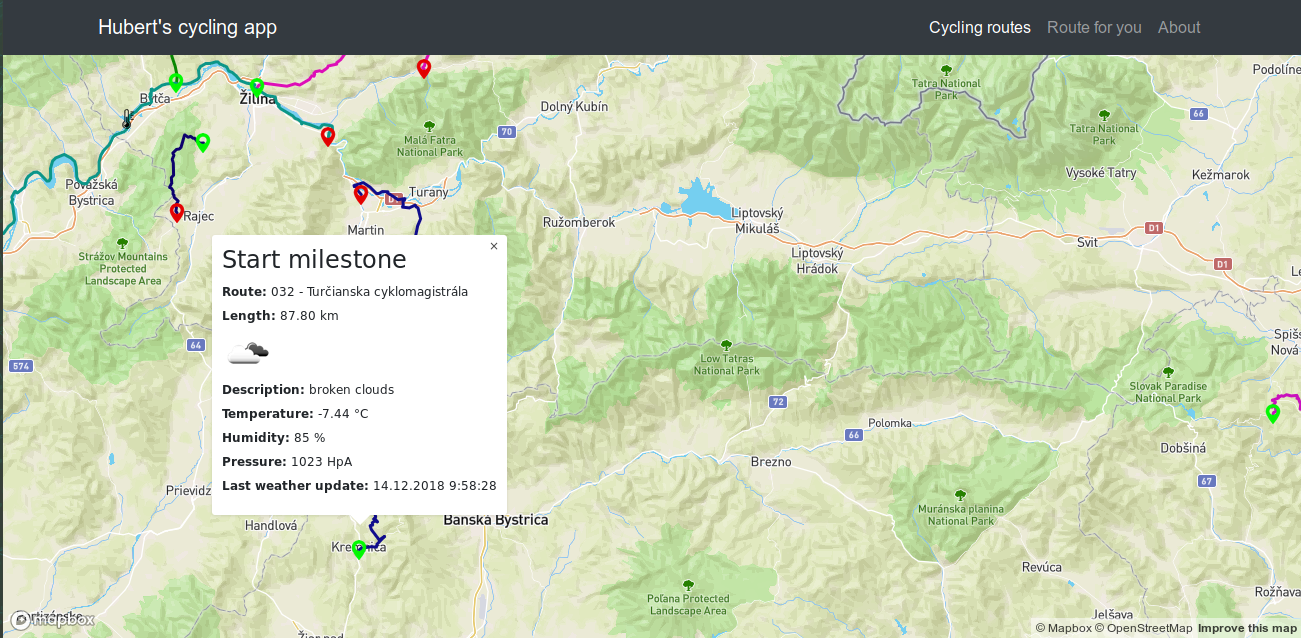 Hubert's cycling app
Cycling routes
Route for you
About
Podolíne
Tatra National
Park
Bytča
Žilina
Dolný Kubín
66
Tatra National
Park
70
Malá Fatra
National Park
Vysoké Tatry
Kežmarok
Považská
Bystrica
Turany
Rajec
Martin
Ružomberok
Liptovský
Mikuláš
D1
Svit
Strážov Mountains
Protected
Landscape Area
Liptovský
Hrádok
D1
×
Start milestone
Route: 032 - Turčianska cyklomagistrála
Length: 87.80 km
Description: broken clouds
Temperature: -7.44 °C
Humidity: 85 %
Pressure: 1023 HpA
Last weather update: 14.12.2018 9:58:28
64
574
Low Tatras
National Park
Spišs
Nová
Slovak Paradise
National Park
72
66
Polomka
Dobšiná
Brezno
67
Prievidz
Handlová
Banská Bystrica
Muránska planina
National Park
Kremnica
Revúca
Poľana Protected
Landscape Area
Rožňava
Jelšava
mapbox
© Mapbox © OpenStreetMap Improve this map